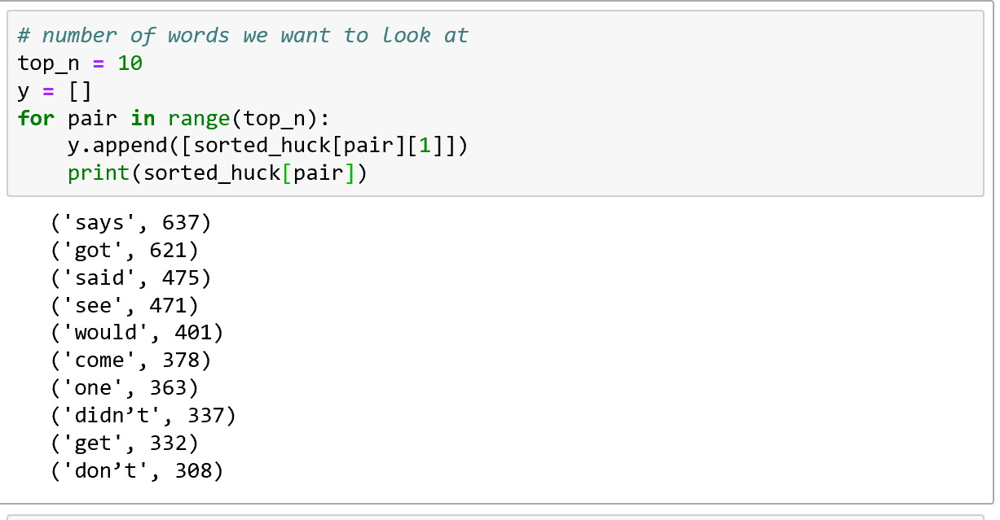 # number of words we want to look at
top_n = 10
y = []
for pair in range(top_n):
    y.append([sorted_huck[pair][1]])
    print(sorted_huck[pair])
('says', 637)
('got', 621)
('said', 475)
('see', 471)
('would', 401)
('come', 378)
('one', 363)
('didn’t', 337)
('get', 332)
('don’t', 308)